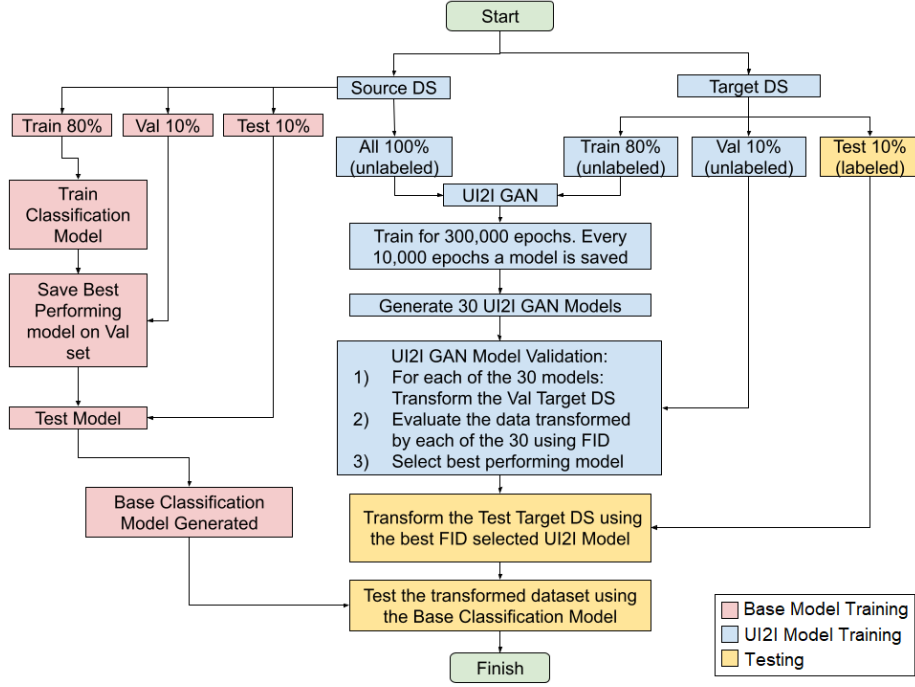 Start
Source DS
Target DS
Train 80%
Val 10%
Test 10%
All 100%
(unlabeled)
Train 80%
(unlabeled)
Val 10%
(unlabeled)
Test 10%
(labeled)
Train
Classification
Model
UI2I GAN
Train for 300,000 epochs. Every
10,000 epochs a model is saved
Save Best
Performing
model on Val
set
Generate 30 UI2I GAN Models
UI2I GAN Model Validation:
1) For each of the 30 models:
Transform the Val Target DS
2) Evaluate the data transformed
by each of the 30 using FID
3) Select best performing model
Test Model
Base Classification
Model Generated
Transform the Test Target DS using
the best FID selected UI2I Model
Test the transformed dataset using
the Base Classification Model
Finish
Base Model Training
UI2I Model Training
Testing